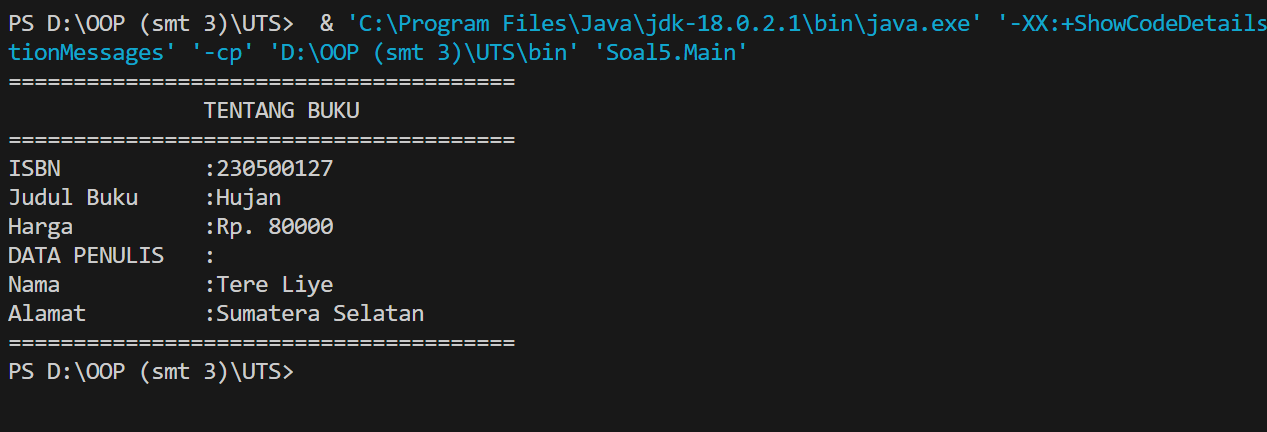 PS D:\OOP (smt 3)\UTS>  & 'C:\Program Files\Java\jdk-18.0.2.1\bin\java.exe' '-XX:+ShowCodeDetails
tionMessages' '-cp' 'D:\OOP (smt 3)\UTS\bin' 'Soal5.Main'
=======================================
               TENTANG BUKU
=======================================
ISBN           :230500127
Judul Buku     :Hujan
Harga          :Rp. 80000
DATA PENULIS   :
Nama           :Tere Liye
Alamat         :Sumatera Selatan
=======================================
PS D:\OOP (smt 3)\UTS>